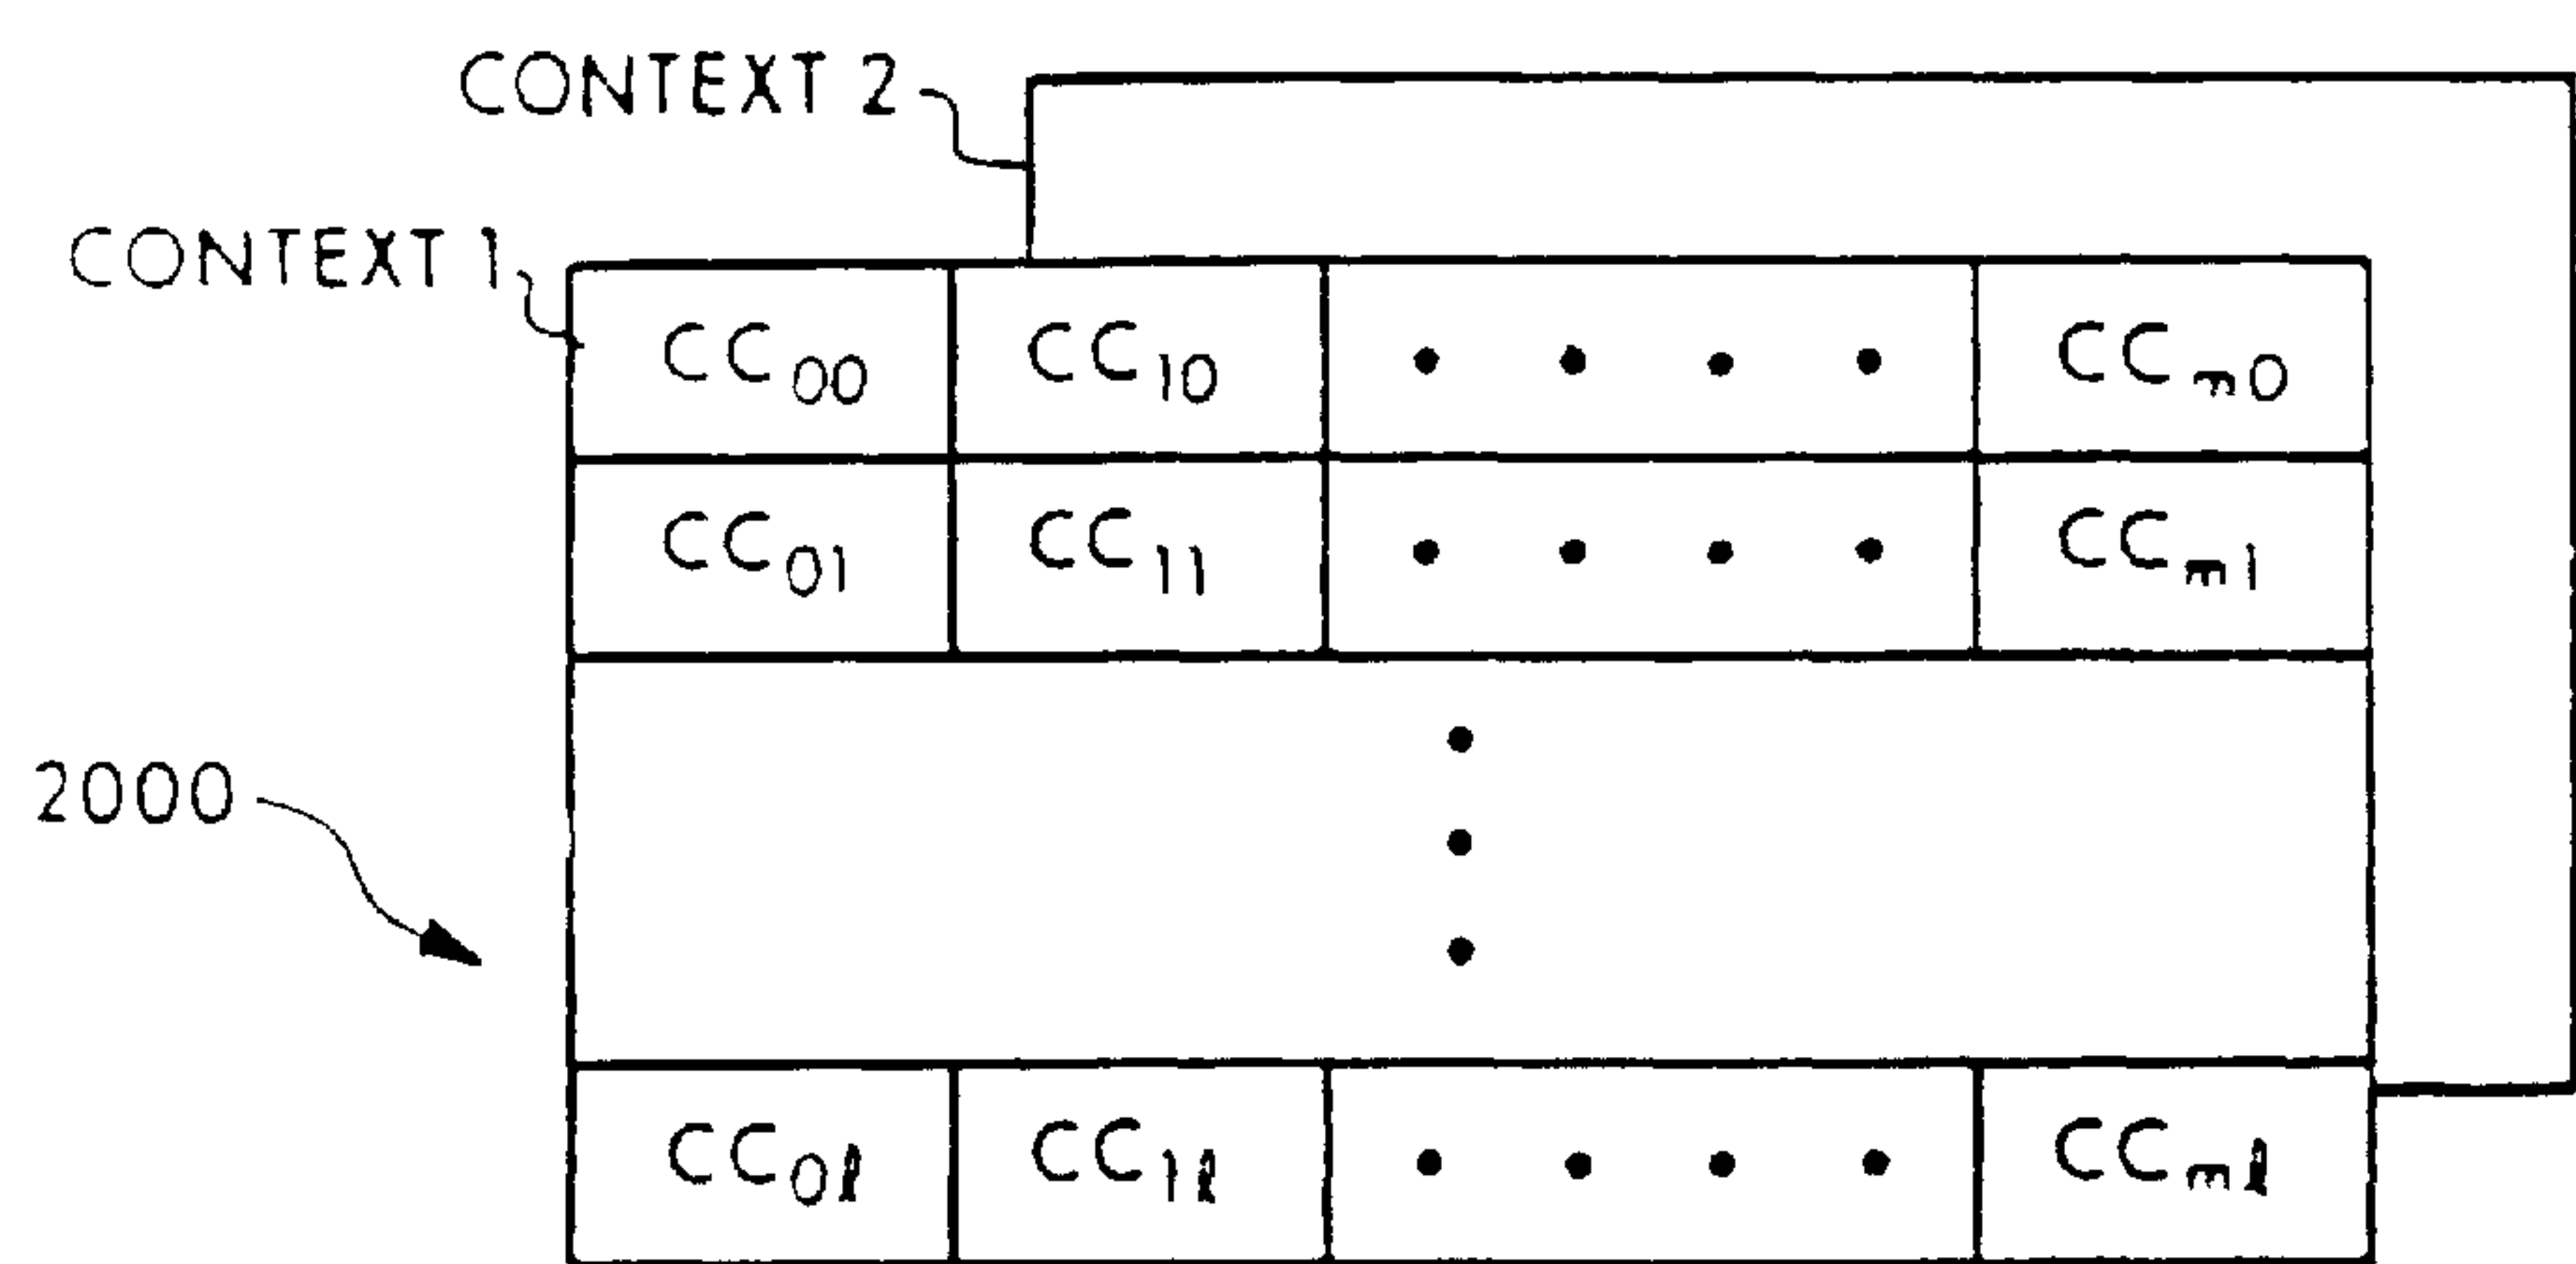 CONTEXT 2
CONTEXT 1
CC₀₀ CC₁₀ • • • • CCₘ₀
CC₀₁ CC₁₁ • • • • CCₘ₁
2000
CC₀ℓ CC₁ℓ • • • • CCₘℓ